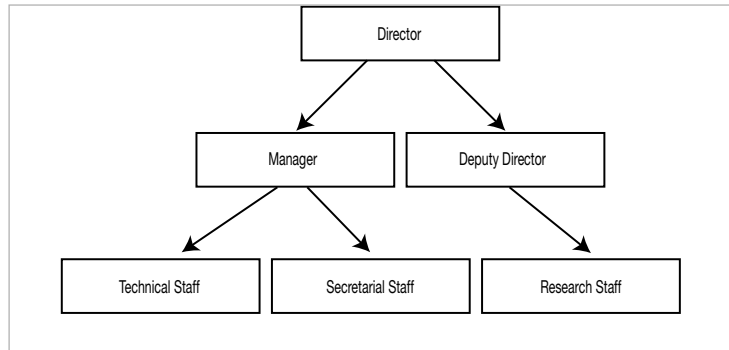 Director
Manager
Deputy Director
Technical Staff
Secretarial Staff
Research Staff